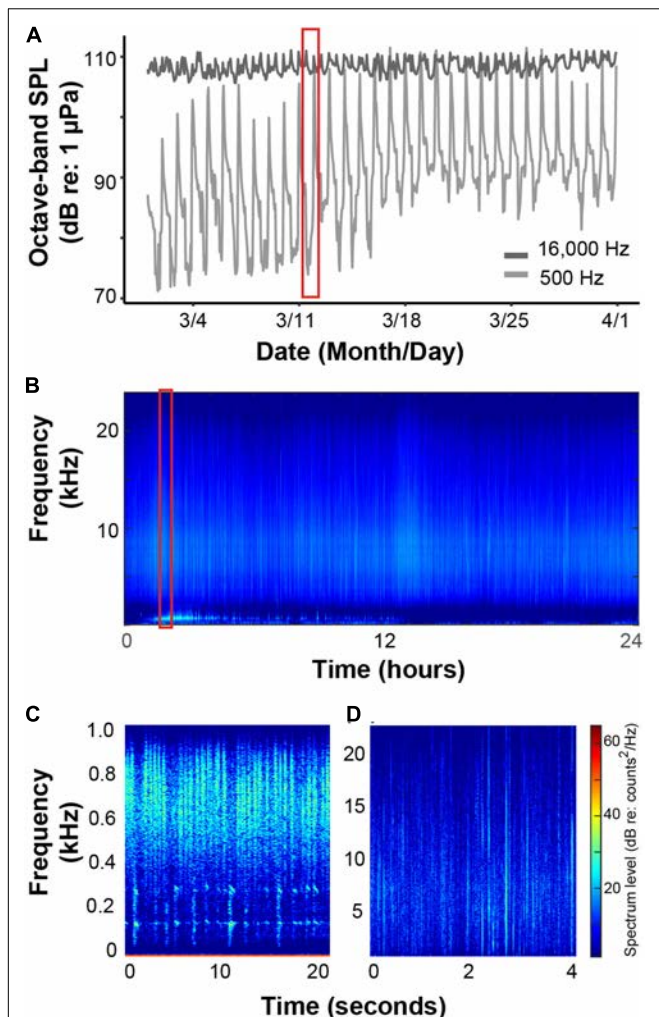 A
Octave-band SPL
(dB re: 1 μPa)
110
90
70
16,000 Hz
500 Hz
3/4
3/11
3/18
3/25
4/1
Date (Month/Day)
B
Frequency
(kHz)
20
10
0
12
24
Time (hours)
C
Frequency
(kHz)
1.0
0.8
0.6
0.4
0.2
0
0
10
20
D
20
15
10
5
0
2
4
60
40
20
Spectrum level (dB re: counts²/Hz)
Time (seconds)